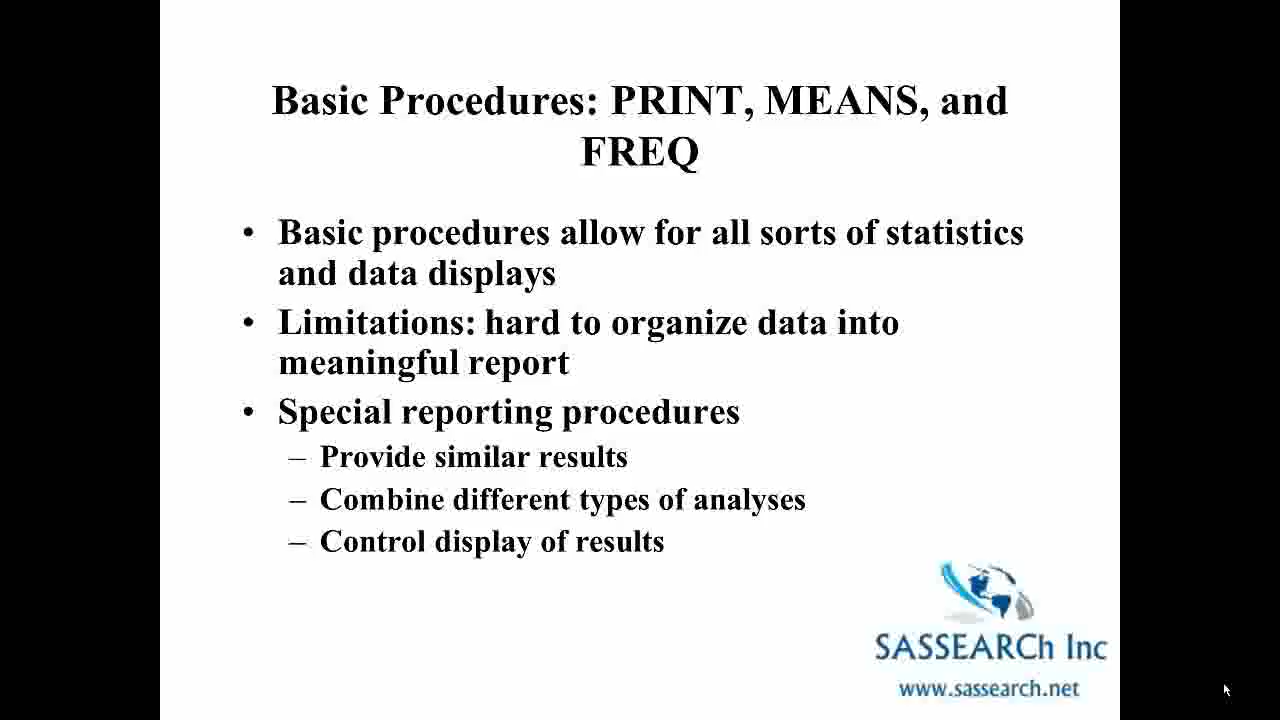 Basic Procedures: PRINT, MEANS, and
FREQ
• Basic procedures allow for all sorts of statistics
and data displays
• Limitations: hard to organize data into
meaningful report
• Special reporting procedures
– Provide similar results
– Combine different types of analyses
– Control display of results
SASSEARCh Inc
www.sassearch.net